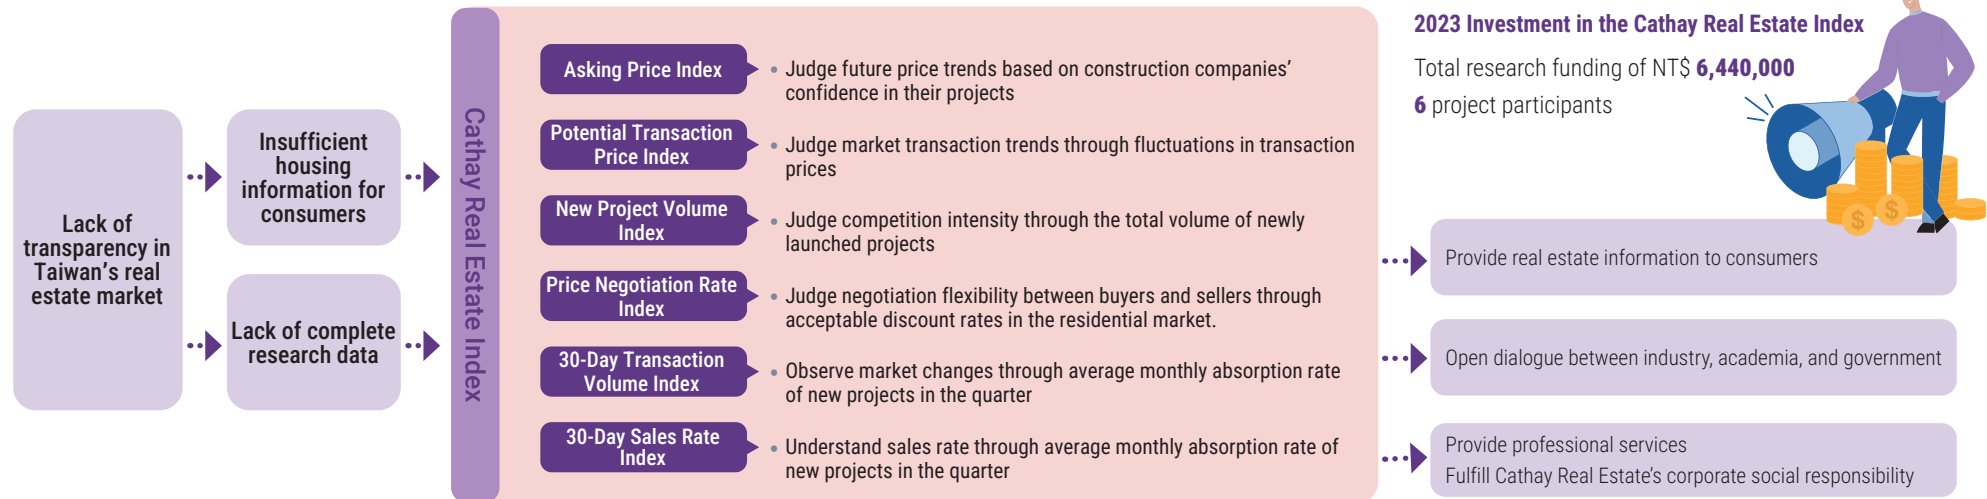 Lack of
transparency in
Taiwan's real
estate market
Insufficient
housing
information for
consumers
Lack of complete
research data
Cathay Real Estate Index
Asking Price Index
• Judge future price trends based on construction companies'
confidence in their projects
Potential Transaction
Price Index
• Judge market transaction trends through fluctuations in transaction
prices
New Project Volume
Index
• Judge competition intensity through the total volume of newly
launched projects
Price Negotiation Rate
Index
• Judge negotiation flexibility between buyers and sellers through
acceptable discount rates in the residential market.
30-Day Transaction
Volume Index
• Observe market changes through average monthly absorption rate
of new projects in the quarter
30-Day Sales Rate
Index
• Understand sales rate through average monthly absorption rate of
new projects in the quarter
2023 Investment in the Cathay Real Estate Index
Total research funding of NT$ 6,440,000
6 project participants
$
$
Provide real estate information to consumers
Open dialogue between industry, academia, and government
Provide professional services
Fulfill Cathay Real Estate's corporate social responsibility